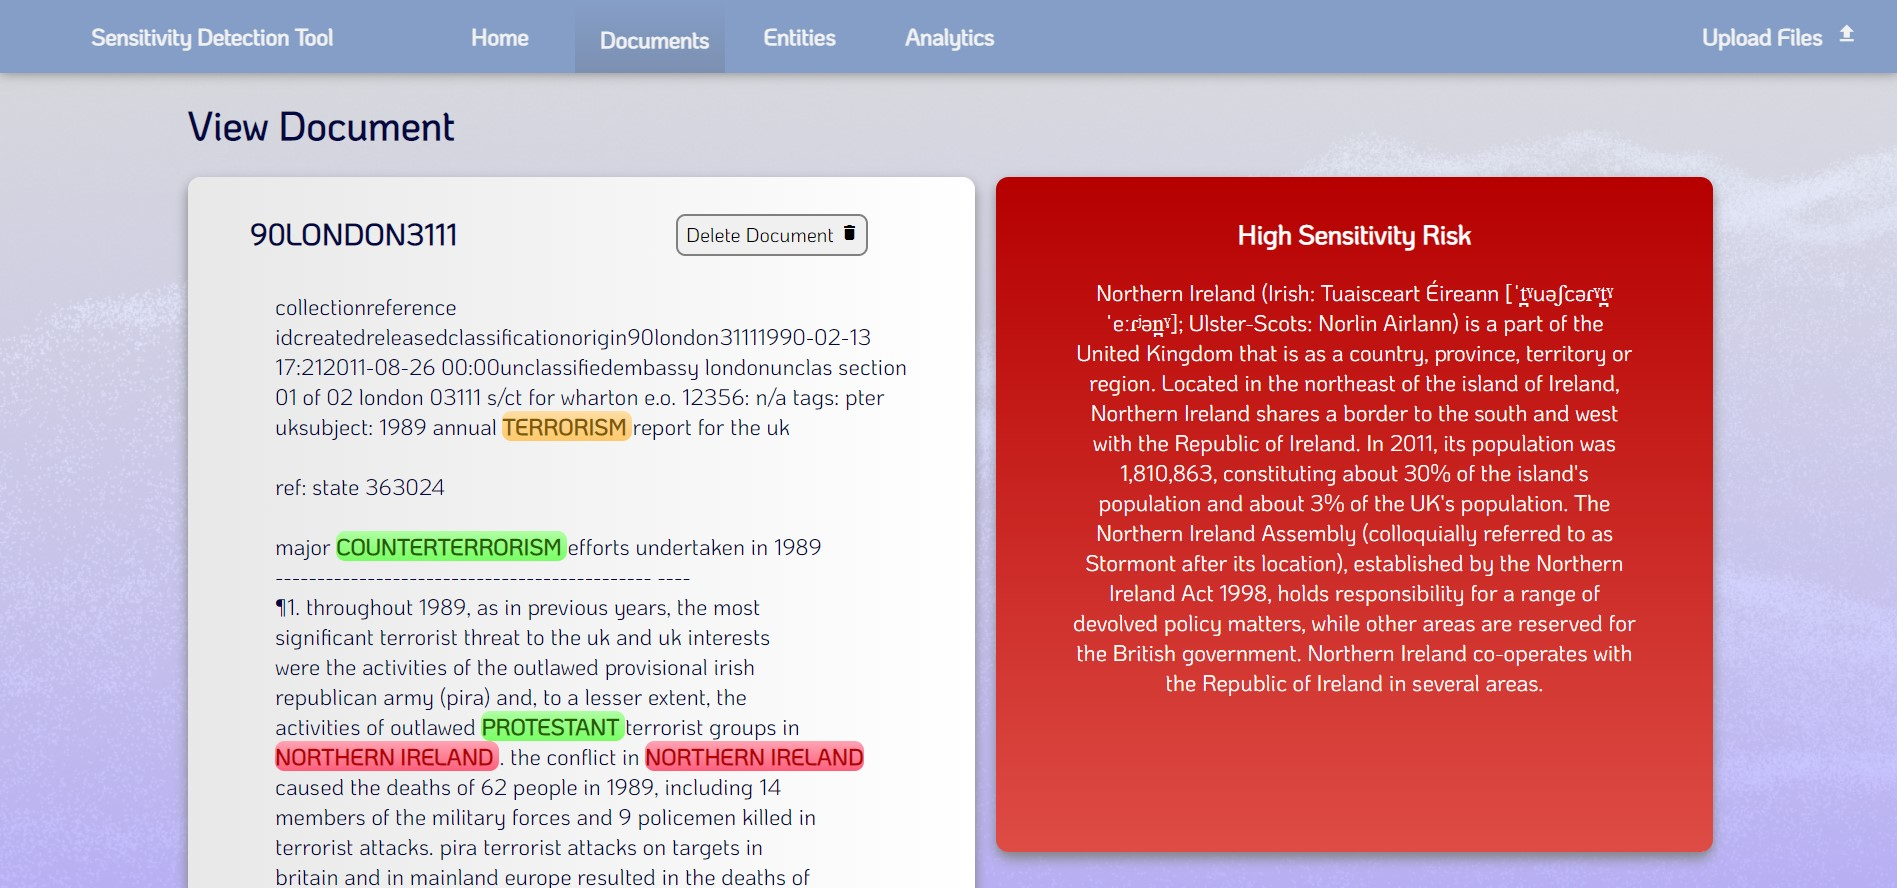 Sensitivity Detection Tool Home Documents Entities Analytics Upload Files
View Document
90LONDON3111 Delete Document
collectionreference
idcreatedreleasedclassificationorigin90london31111990-02-13
17:212011-08-26 00:00unclassifiedembassy londonunclas section
01 of 02 london 03111 s/ct for wharton e.o. 12356: n/a tags: pter
uksubject: 1989 annual TERRORISM report for the uk
ref: state 363024
major COUNTERTERRORISM efforts undertaken in 1989
-------------------------------------------- ----
¶1. throughout 1989, as in previous years, the most
significant terrorist threat to the uk and uk interests
were the activities of the outlawed provisional irish
republican army (pira) and, to a lesser extent, the
activities of outlawed PROTESTANT terrorist groups in
NORTHERN IRELAND . the conflict in NORTHERN IRELAND
caused the deaths of 62 people in 1989, including 14
members of the military forces and 9 policemen killed in
terrorist attacks. pira terrorist attacks on targets in
britain and in mainland europe resulted in the deaths of
High Sensitivity Risk
Northern Ireland (Irish: Tuaisceart Éireann [ˈt̪ˠuəʃcəɾˠt̪ˠ
ˈeːɾʲən̪ˠ]; Ulster-Scots: Norlin Airlann) is a part of the
United Kingdom that is as a country, province, territory or
region. Located in the northeast of the island of Ireland,
Northern Ireland shares a border to the south and west
with the Republic of Ireland. In 2011, its population was
1,810,863, constituting about 30% of the island's
population and about 3% of the UK's population. The
Northern Ireland Assembly (colloquially referred to as
Stormont after its location), established by the Northern
Ireland Act 1998, holds responsibility for a range of
devolved policy matters, while other areas are reserved for
the British government. Northern Ireland co-operates with
the Republic of Ireland in several areas.